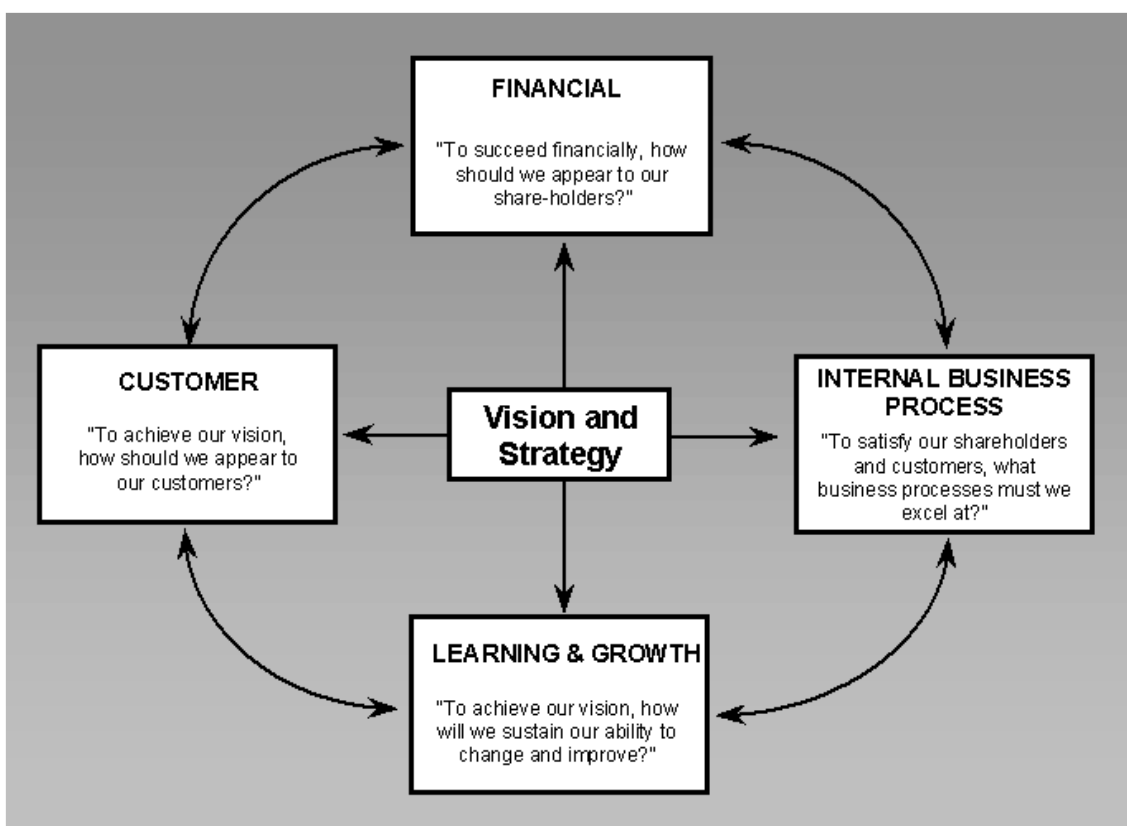 FINANCIAL
"To succeed financially, how
should we appear to our
share-holders?"
CUSTOMER
"To achieve our vision,
how should we appear to
our customers?"
Vision and
Strategy
INTERNAL BUSINESS
PROCESS
"To satisfy our shareholders
and customers, what
business processes must we
excel at?"
LEARNING & GROWTH
"To achieve our vision, how
will we sustain our ability to
change and improve?"